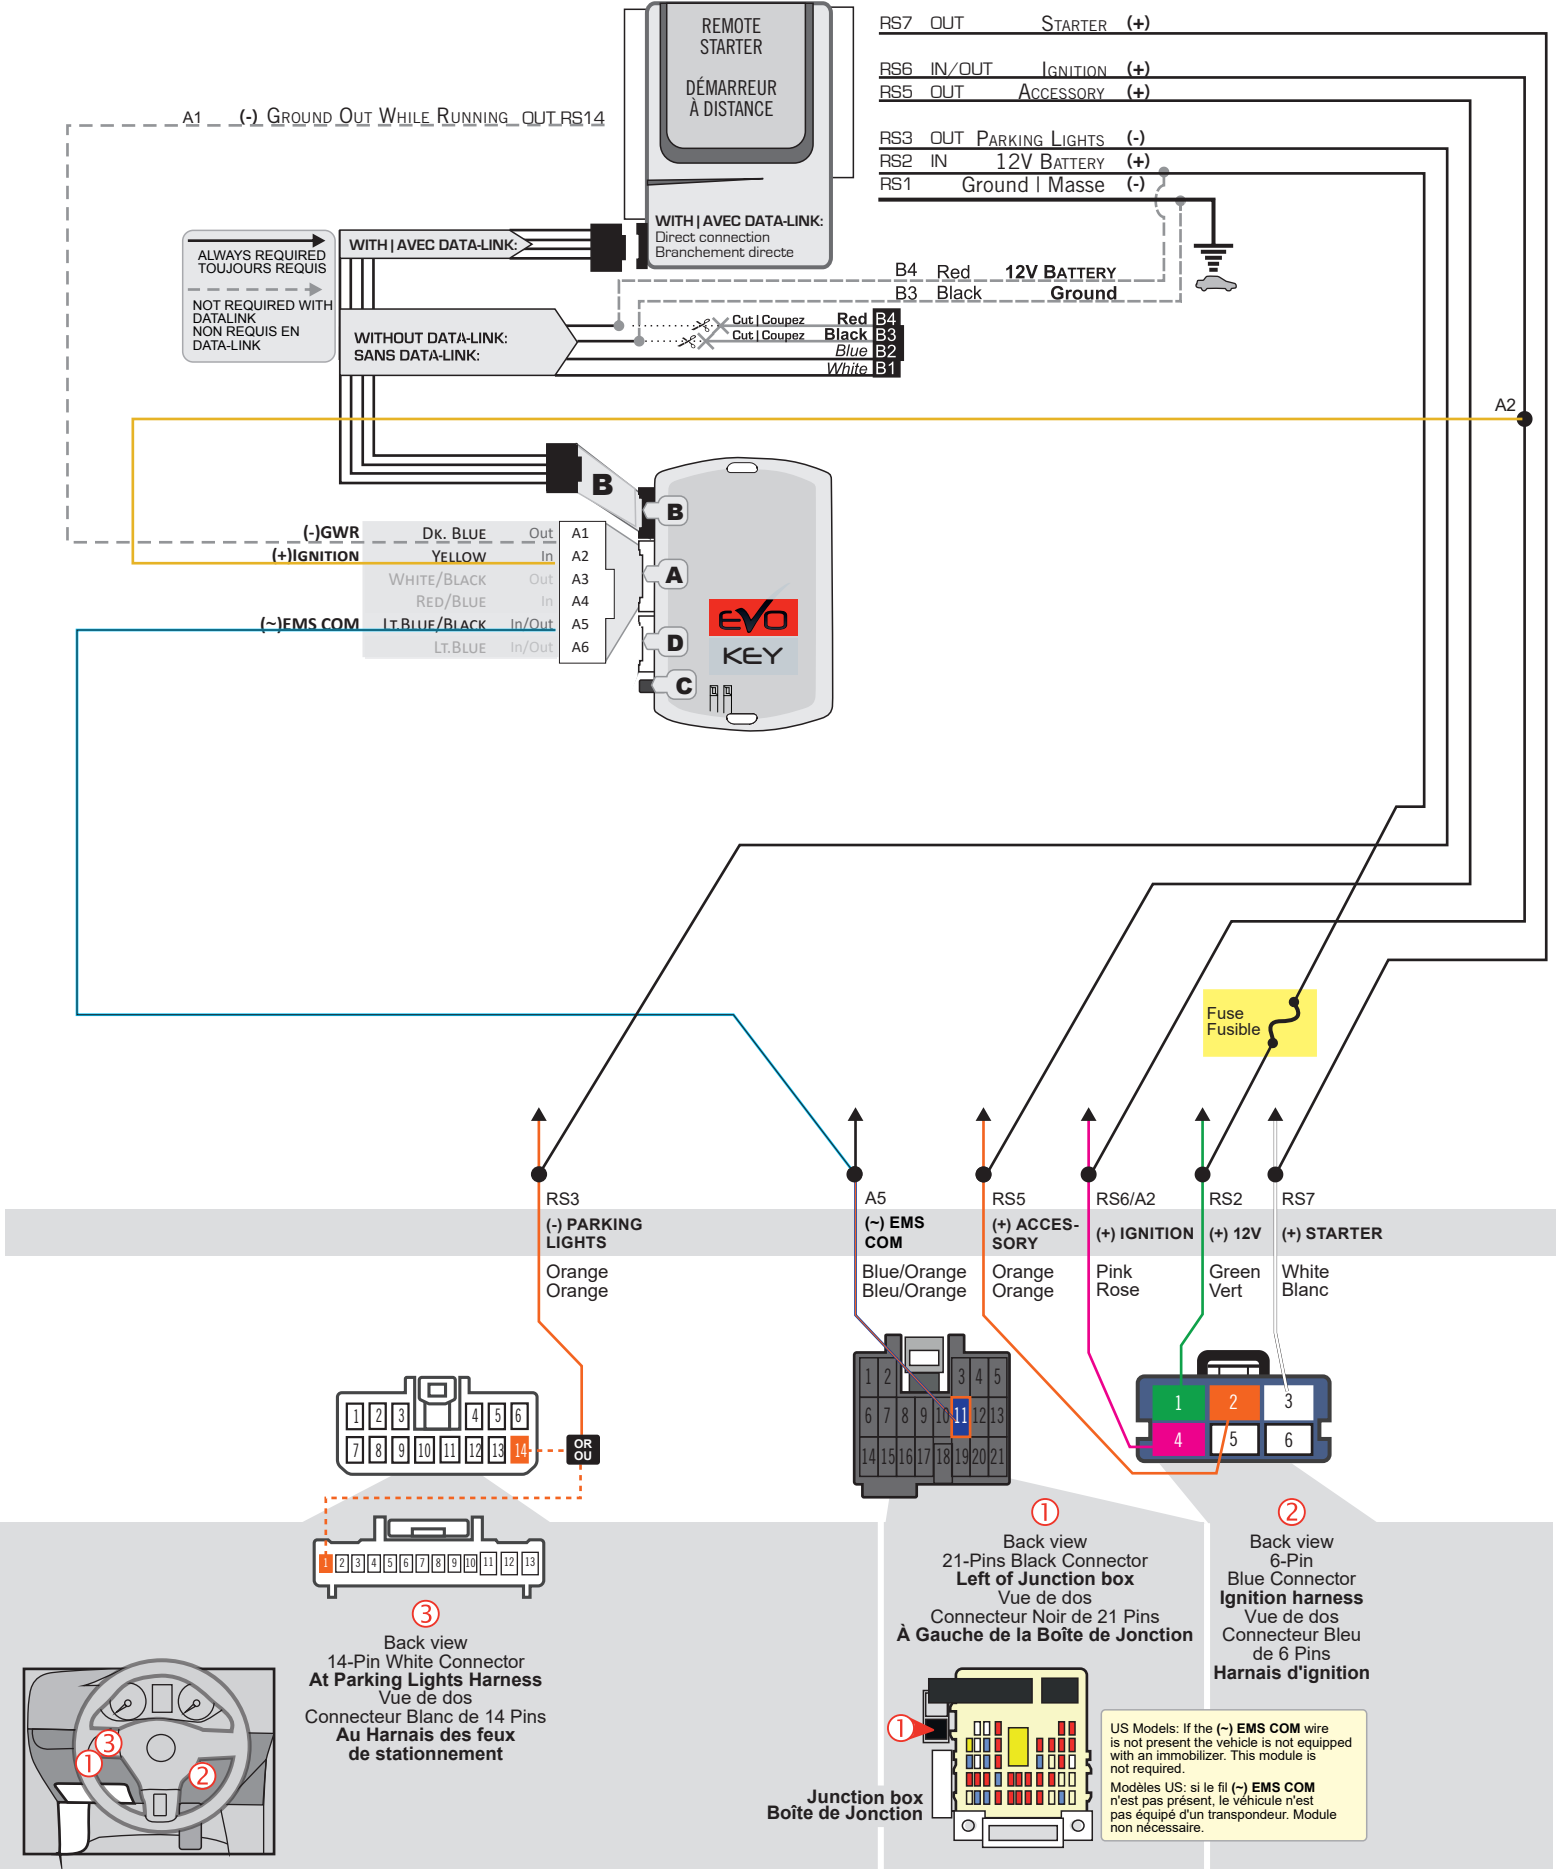 REMOTE
STARTER
DÉMARREUR
À DISTANCE
WITH | AVEC DATA-LINK:
Direct connection
Branchement directe
RS7 OUT STARTER (+)
RS6 IN/OUT IGNITION (+)
RS5 OUT ACCESSORY (+)
RS3 OUT PARKING LIGHTS (-)
RS2 IN 12V BATTERY (+)
RS1 Ground | Masse (-)
A1 (-) GROUND OUT WHILE RUNNING OUT RS14
ALWAYS REQUIRED
TOUJOURS REQUIS
NOT REQUIRED WITH
DATALINK
NON REQUIS EN
DATA-LINK
WITH | AVEC DATA-LINK:
WITHOUT DATA-LINK:
SANS DATA-LINK:
B4 Red 12V BATTERY
B3 Black Ground
Cut | Coupez Red B4
Cut | Coupez Black B3
Blue B2
White B1
A2
B
B
A
D
C
EVO
KEY
(-)GWR DK. BLUE Out A1
(+)IGNITION YELLOW In A2
WHITE/BLACK Out A3
RED/BLUE In A4
(~)EMS COM LT.BLUE/BLACK In/Out A5
LT.BLUE In/Out A6
Fuse
Fusible
RS3
(-) PARKING
LIGHTS
Orange
Orange
A5
(~) EMS
COM
Blue/Orange
Bleu/Orange
RS5
(+) ACCES-
SORY
Orange
Orange
RS6/A2
(+) IGNITION
Pink
Rose
RS2
(+) 12V
Green
Vert
RS7
(+) STARTER
White
Blanc
1 2 3 4 5 6
7 8 9 10 11 12 13 14
OR
OU
1 2 3 4 5 6 7 8 9 10 11 12 13
3
Back view
14-Pin White Connector
At Parking Lights Harness
Vue de dos
Connecteur Blanc de 14 Pins
Au Harnais des feux
de stationnement
1 2 3 4 5
6 7 8 9 10 11 12 13
14 15 16 17 18 19 20 21
1
Back view
21-Pins Black Connector
Left of Junction box
Vue de dos
Connecteur Noir de 21 Pins
À Gauche de la Boîte de Jonction
1 2 3
4 5 6
2
Back view
6-Pin
Blue Connector
Ignition harness
Vue de dos
Connecteur Bleu
de 6 Pins
Harnais d'ignition
3
1
2
1
Junction box
Boîte de Jonction
US Models: If the (~) EMS COM wire
is not present the vehicle is not equipped
with an immobilizer. This module is
not required.
Modèles US: si le fil (~) EMS COM
n'est pas présent, le véhicule n'est
pas équipé d'un transpondeur. Module
non nécessaire.